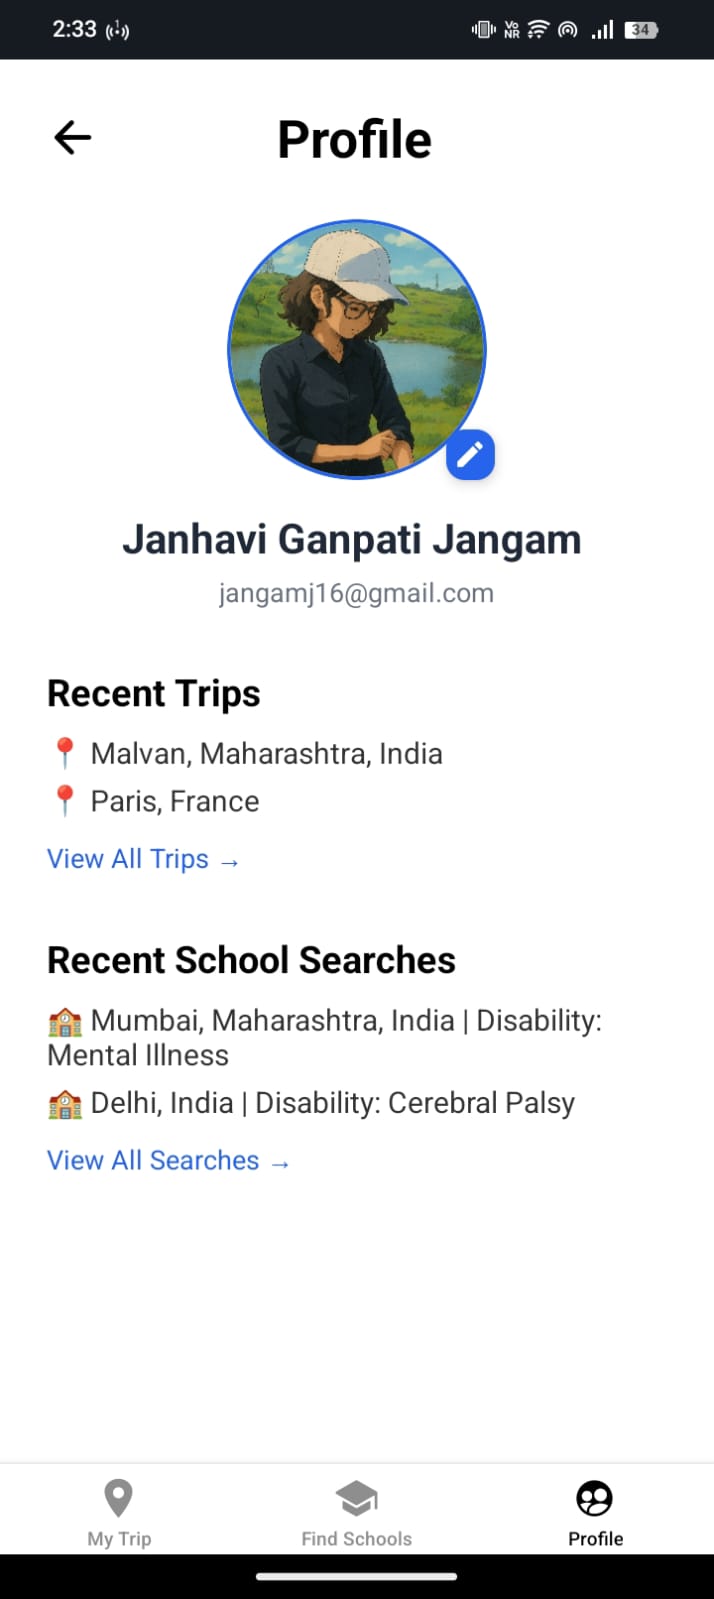 2:33
Vo
NR
34
Profile
Janhavi Ganpati Jangam
jangamj16@gmail.com
Recent Trips
📍 Malvan, Maharashtra, India
📍 Paris, France
View All Trips →
Recent School Searches
🏫 Mumbai, Maharashtra, India | Disability:
Mental Illness
🏫 Delhi, India | Disability: Cerebral Palsy
View All Searches →
My Trip
Find Schools
Profile